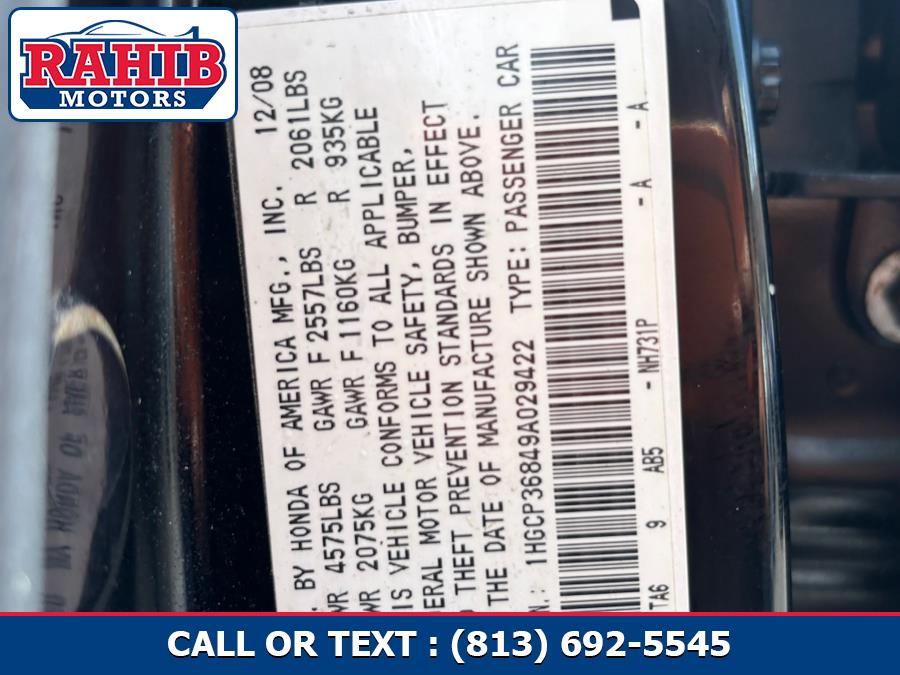 RAHIB
MOTORS
BY HONDA OF AMERICA MFG., INC. 12/08
4575LBS GAWR F 2557LBS R 2061LBS
2075KG GAWR F 1160KG R 935KG
VEHICLE CONFORMS TO ALL APPLICABLE
MOTOR VEHICLE SAFETY, BUMPER,
THEFT PREVENTION STANDARDS IN EFFECT
THE DATE OF MANUFACTURE SHOWN ABOVE.
1HGCP36849A029422 TYPE: PASSENGER CAR
TA6 9 AB5 - NH731P - A - A
CALL OR TEXT : (813) 692-5545